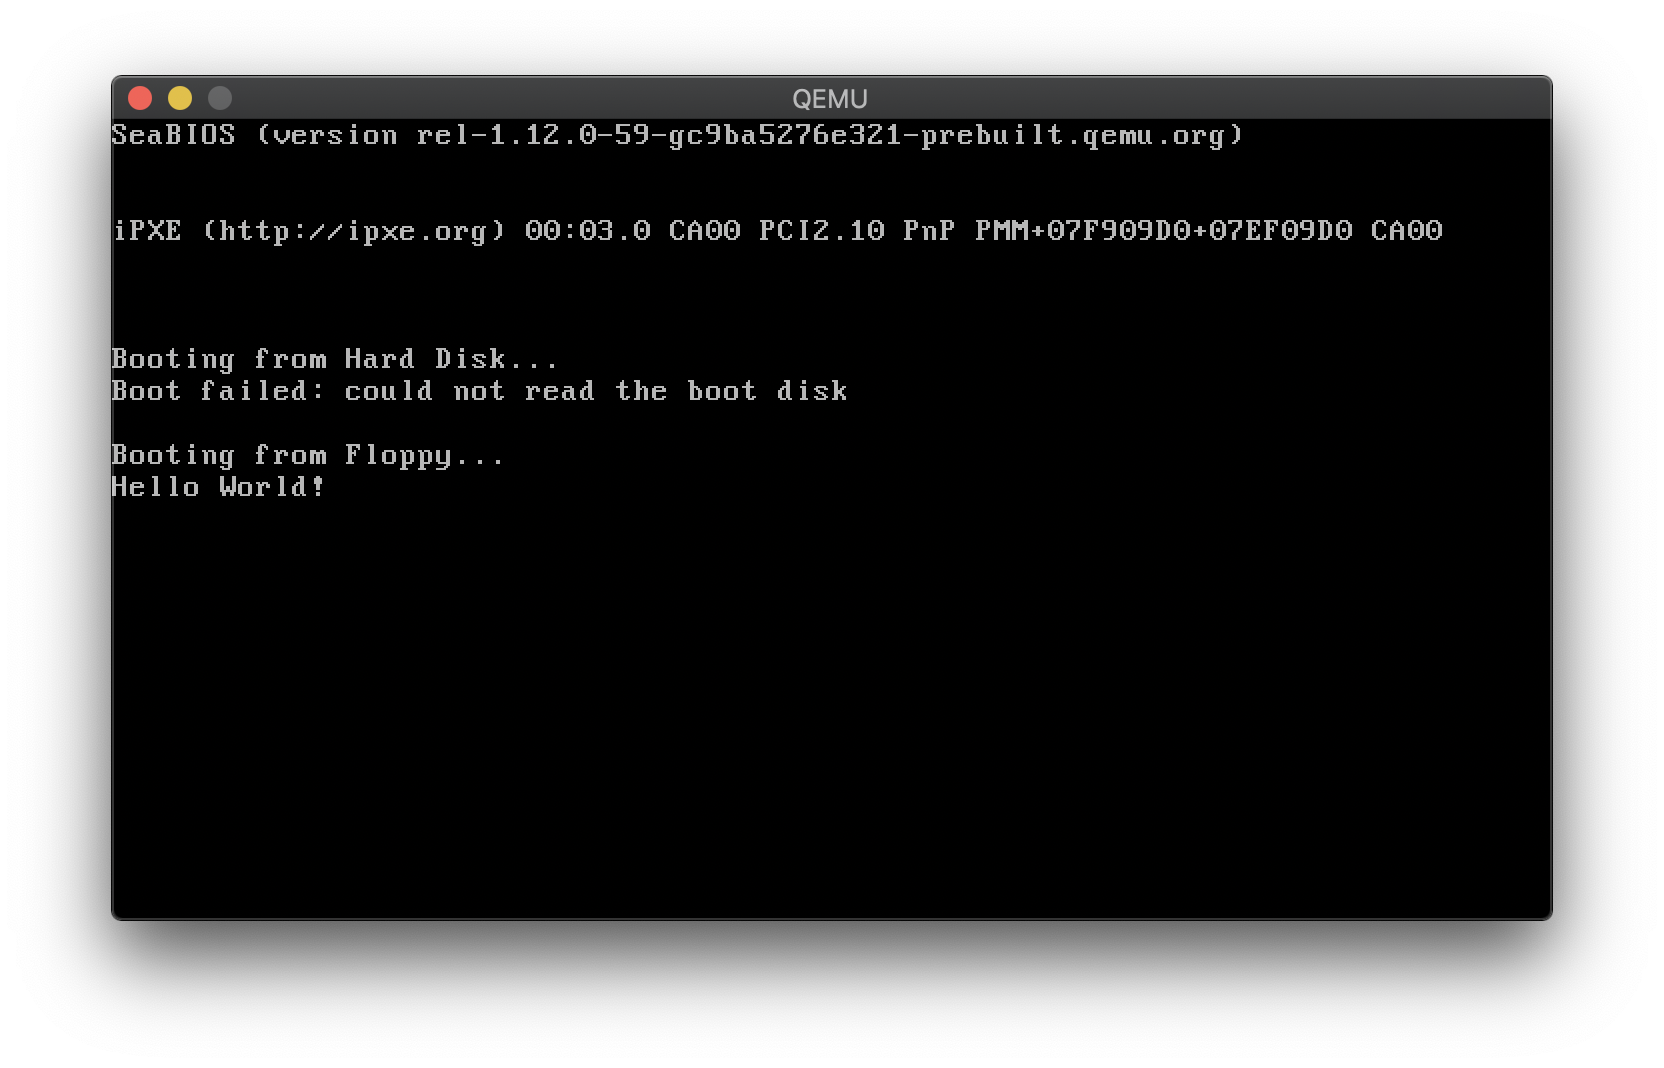 QEMU
SeaBIOS (version rel-1.12.0-59-gc9ba5276e321-prebuilt.qemu.org)
iPXE (http://ipxe.org) 00:03.0 CA00 PCI2.10 PnP PMM+07F909D0+07EF09D0 CA00
Booting from Hard Disk...
Boot failed: could not read the boot disk
Booting from Floppy...
Hello World!